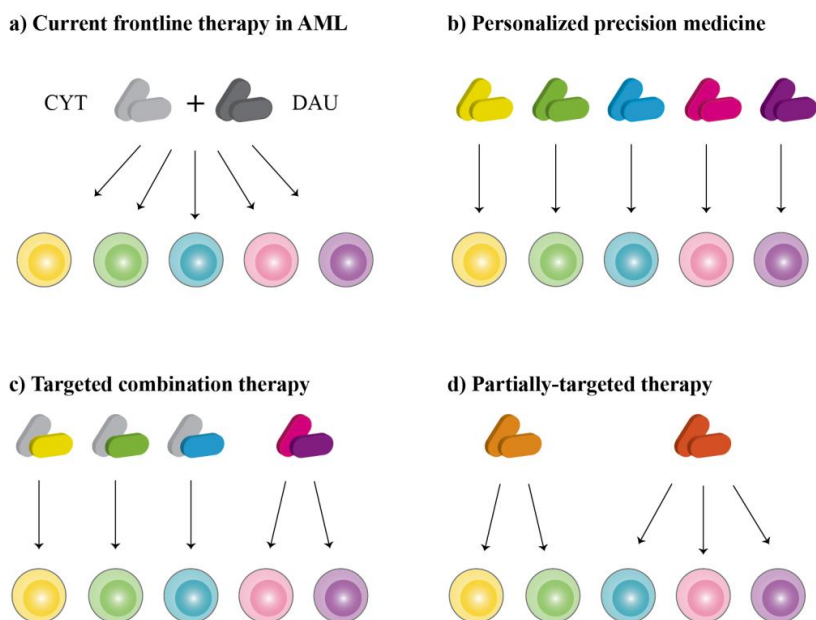 a) Current frontline therapy in AML
b) Personalized precision medicine
CYT
+
DAU
c) Targeted combination therapy
d) Partially-targeted therapy